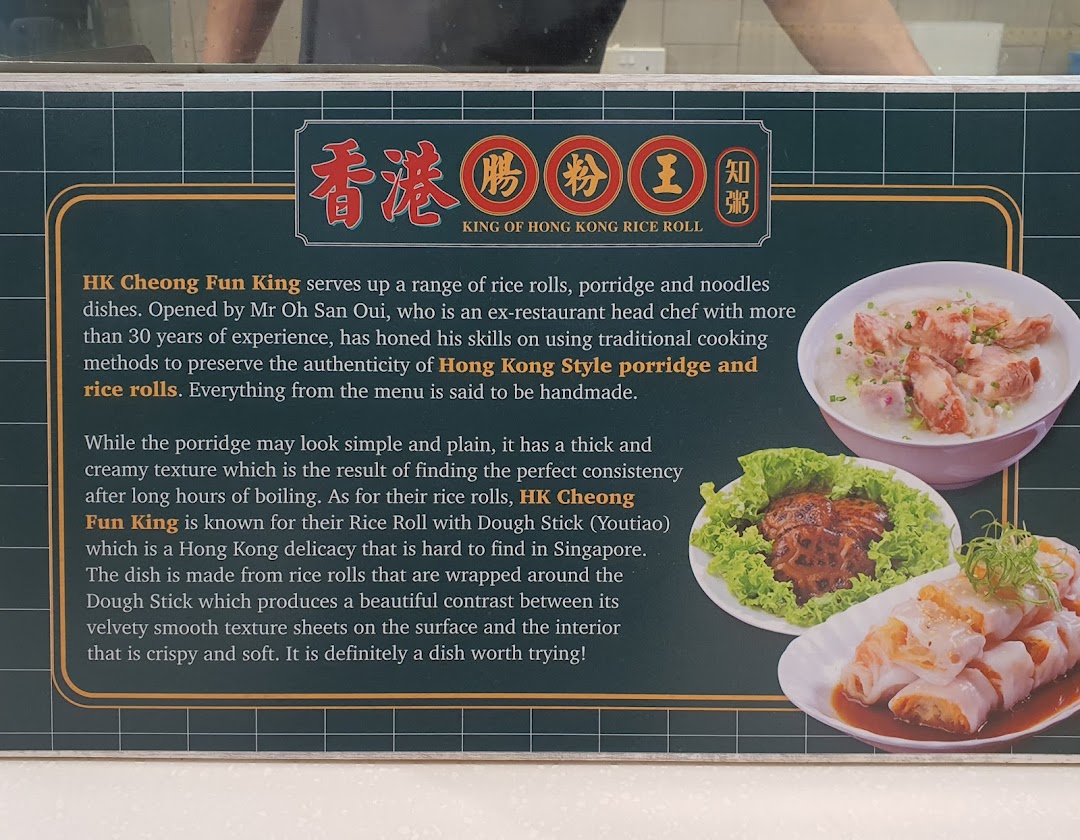 香港腸粉王
知粥
KING OF HONG KONG RICE ROLL
HK Cheong Fun King serves up a range of rice rolls, porridge and noodles
dishes. Opened by Mr Oh San Oui, who is an ex-restaurant head chef with more
than 30 years of experience, has honed his skills on using traditional cooking
methods to preserve the authenticity of Hong Kong Style porridge and
rice rolls. Everything from the menu is said to be handmade.
While the porridge may look simple and plain, it has a thick and
creamy texture which is the result of finding the perfect consistency
after long hours of boiling. As for their rice rolls, HK Cheong
Fun King is known for their Rice Roll with Dough Stick (Youtiao)
which is a Hong Kong delicacy that is hard to find in Singapore.
The dish is made from rice rolls that are wrapped around the
Dough Stick which produces a beautiful contrast between its
velvety smooth texture sheets on the surface and the interior
that is crispy and soft. It is definitely a dish worth trying!